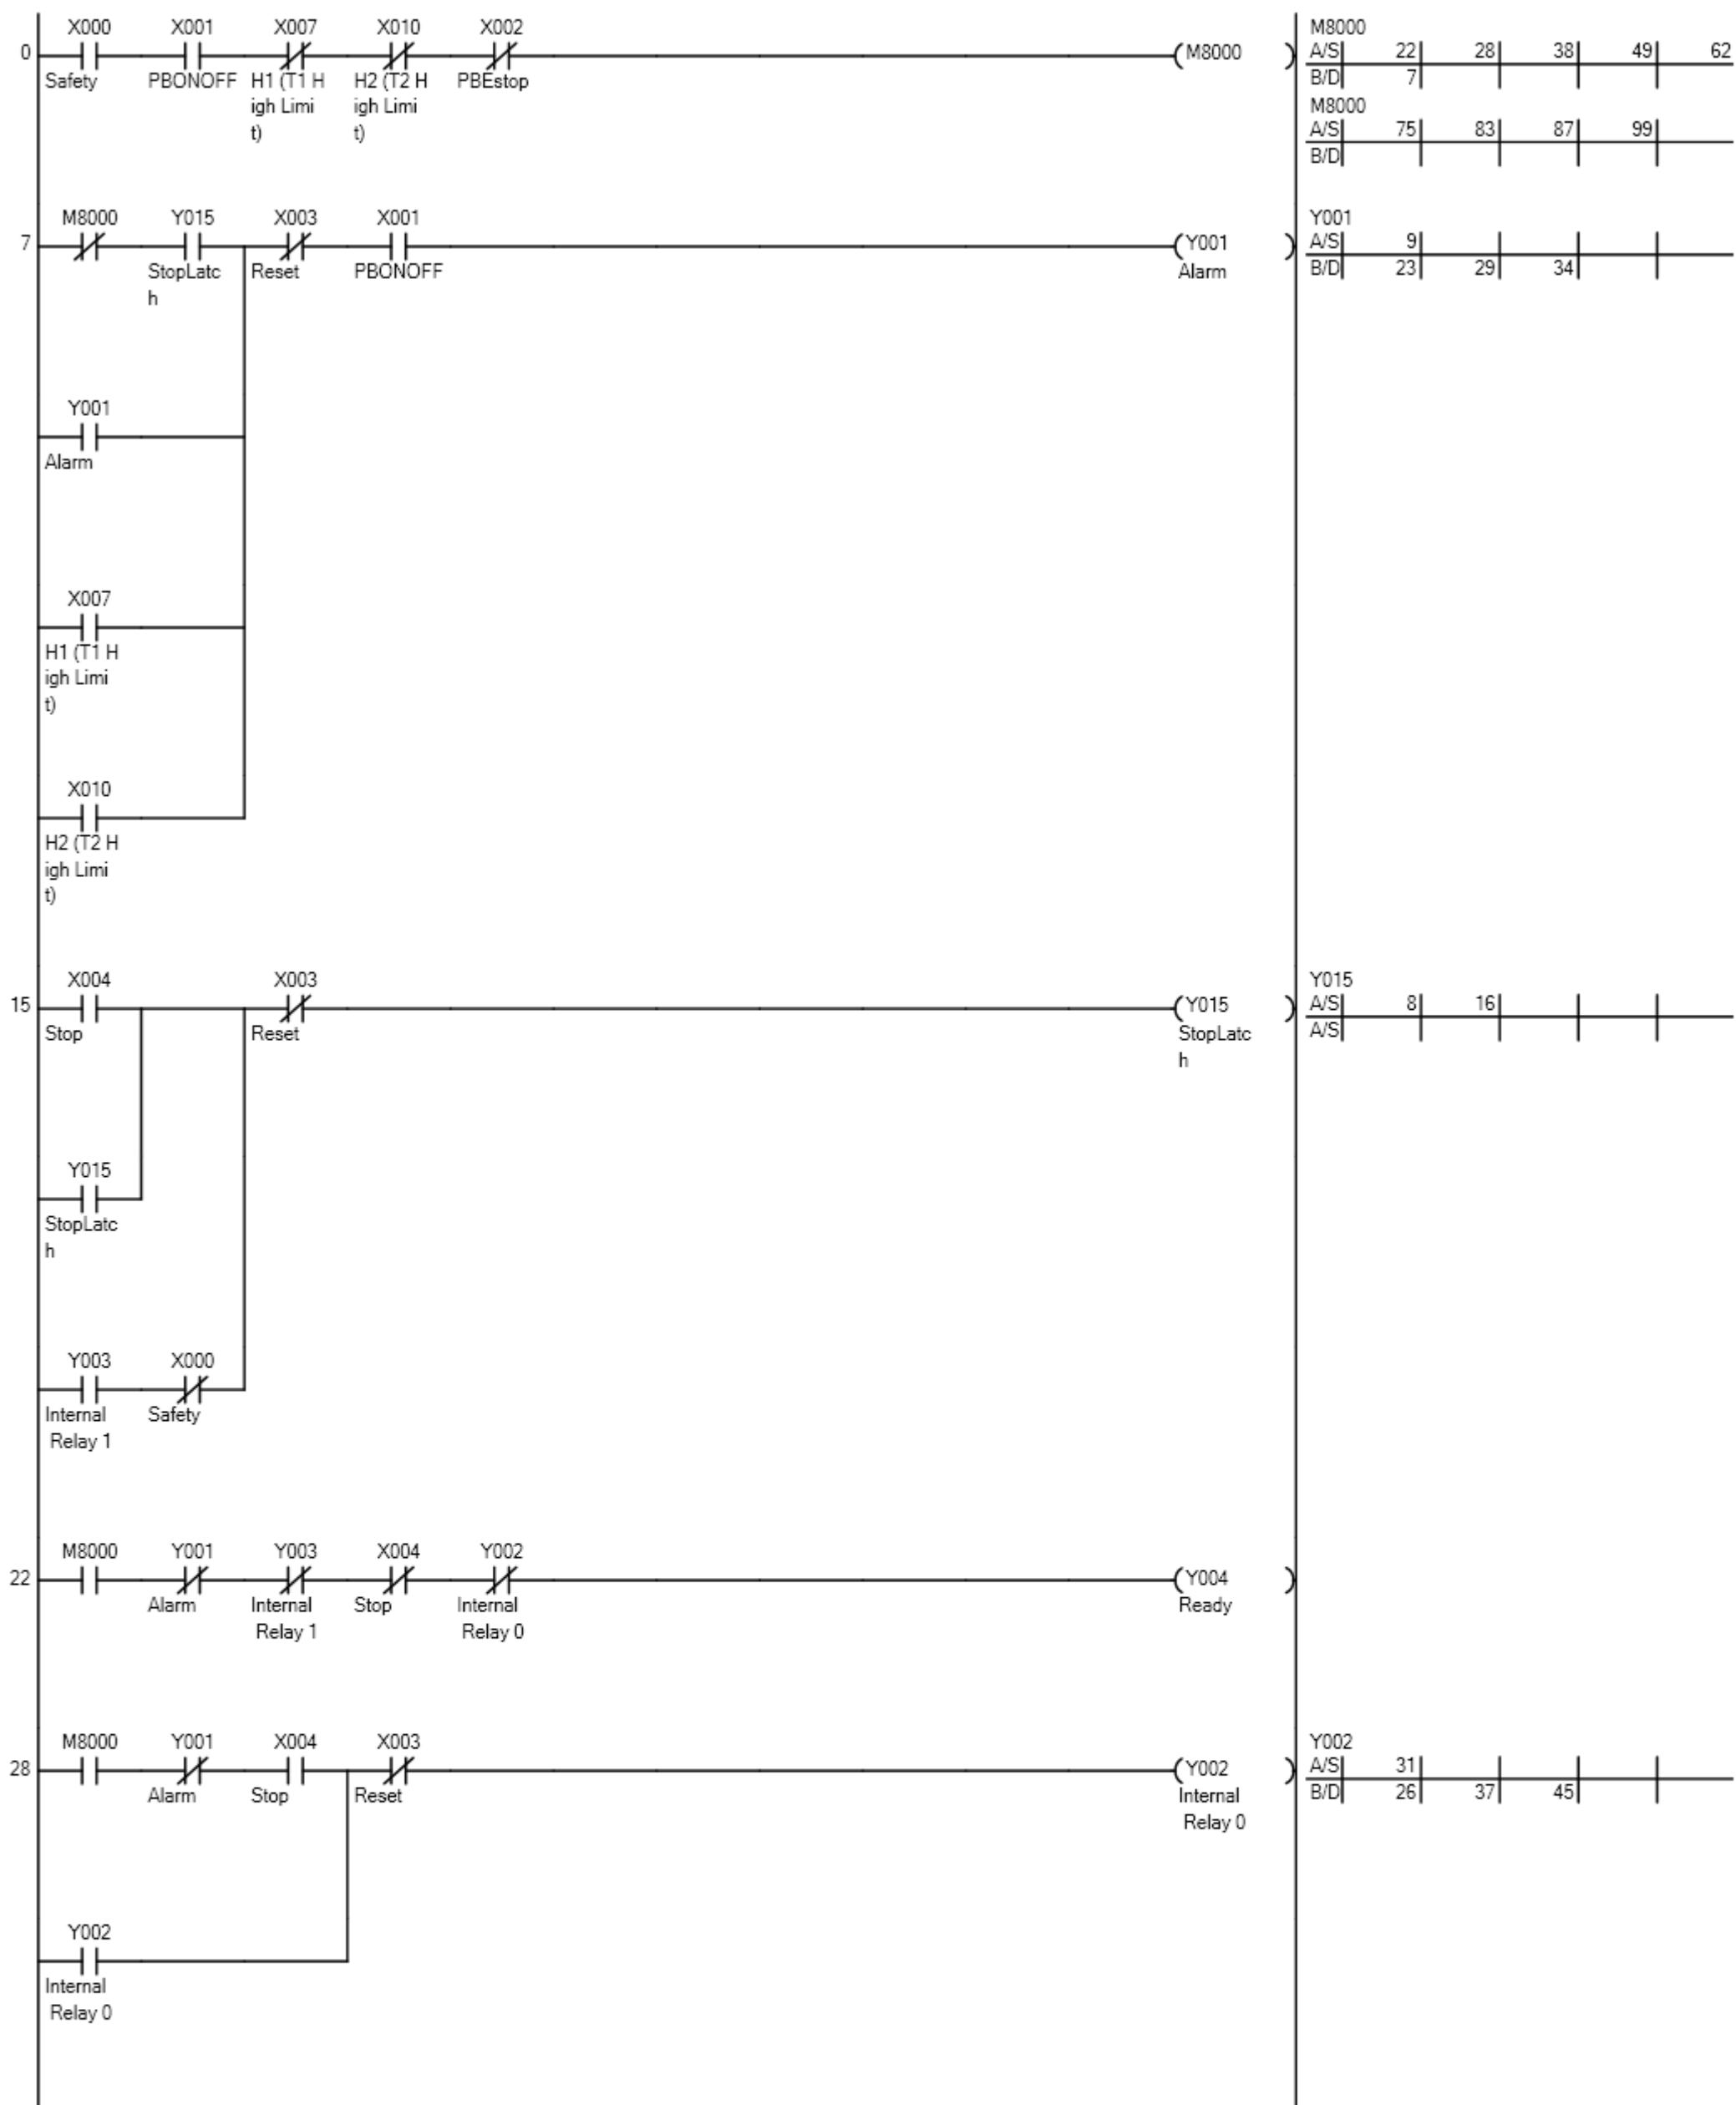 X000 X001 X007 X010 X002
0 (M8000 )
Safety PBONOFF H1 (T1 H H2 (T2 H PBEstop
igh Limi igh Limi
t) t)
M8000
A/S 22 28 38 49 62
B/D 7
M8000
A/S 75 83 87 99
B/D
M8000 Y015 X003 X001
7 (Y001 )
StopLatc Reset PBONOFF Alarm
h
Y001
A/S 9
B/D 23 29 34
Y001
Alarm
X007
H1 (T1 H
igh Limi
t)
X010
H2 (T2 H
igh Limi
t)
X004 X003
15 (Y015 )
Stop Reset StopLatc
h
Y015
A/S 8 16
A/S
Y015
StopLatc
h
Y003 X000
Internal Safety
Relay 1
M8000 Y001 Y003 X004 Y002
22 (Y004 )
Alarm Internal Stop Internal Ready
Relay 1 Relay 0
M8000 Y001 X004 X003
28 (Y002 )
Alarm Stop Reset Internal
Relay 0
Y002
A/S 31
B/D 26 37 45
Y002
Internal
Relay 0